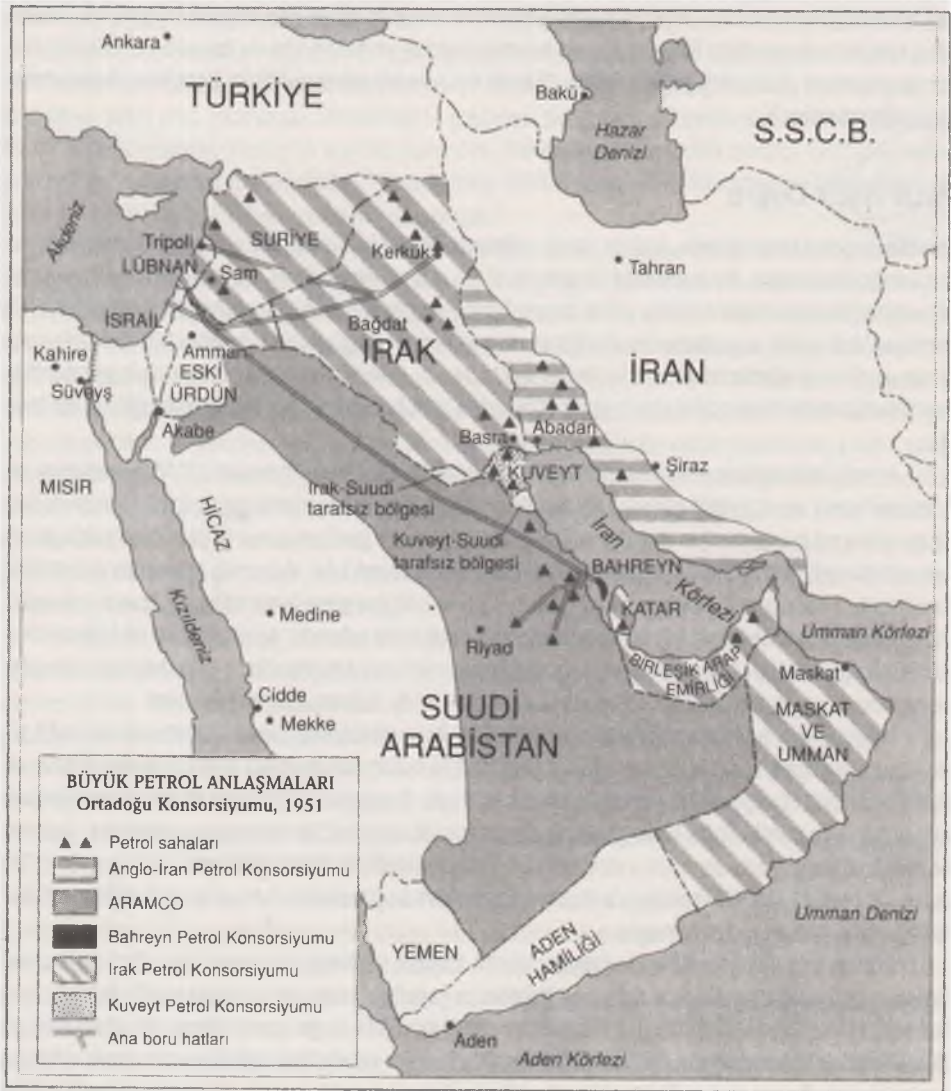 Ankara
TÜRKİYE
Bakü
Hazar
Denizi
S.S.C.B.
Akdeniz
Tripoli
LÜBNAN
SURİYE
Şam
Kerkük
Tahran
İSRAİL
Bağdat
IRAK
İRAN
Kahire
Süveyş
Amman
ESKİ
ÜRDÜN
Akabe
Basra
Abadan
Şiraz
KUVEYT
MISIR
HİCAZ
Irak-Suudi
tarafsız bölgesi
Kuveyt-Suudi
tarafsız bölgesi
İran
Körfezi
BAHREYN
KATAR
Kızıldeniz
Medine
Riyad
BİRLEŞİK ARAP
EMİRLİĞİ
Umman Körfezi
Maskat
MASKAT
VE
UMMAN
Cidde
Mekke
SUUDİ
ARABİSTAN
BÜYÜK PETROL ANLAŞMALARI
Ortadoğu Konsorsiyumu, 1951
Petrol sahaları
Anglo-İran Petrol Konsorsiyumu
ARAMCO
Bahreyn Petrol Konsorsiyumu
Irak Petrol Konsorsiyumu
Kuveyt Petrol Konsorsiyumu
Ana boru hatları
YEMEN
ADEN
HAMİLİĞİ
Umman Denizi
Aden
Aden Körfezi